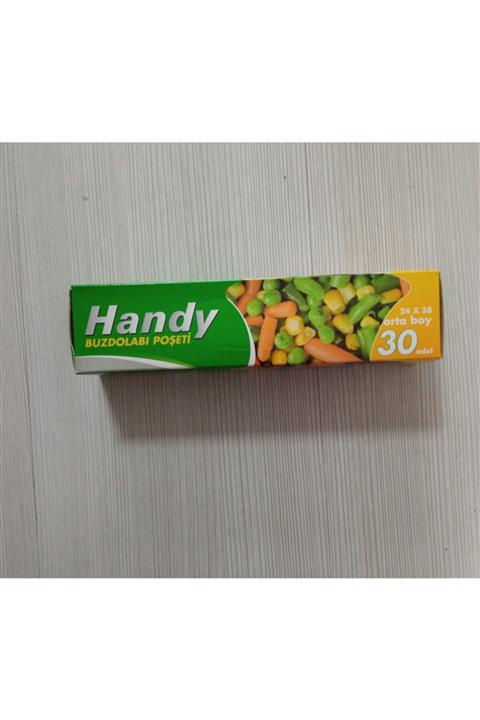 Handy
BUZDOLABI POŞETİ
24 X 38
orta boy
30 adet